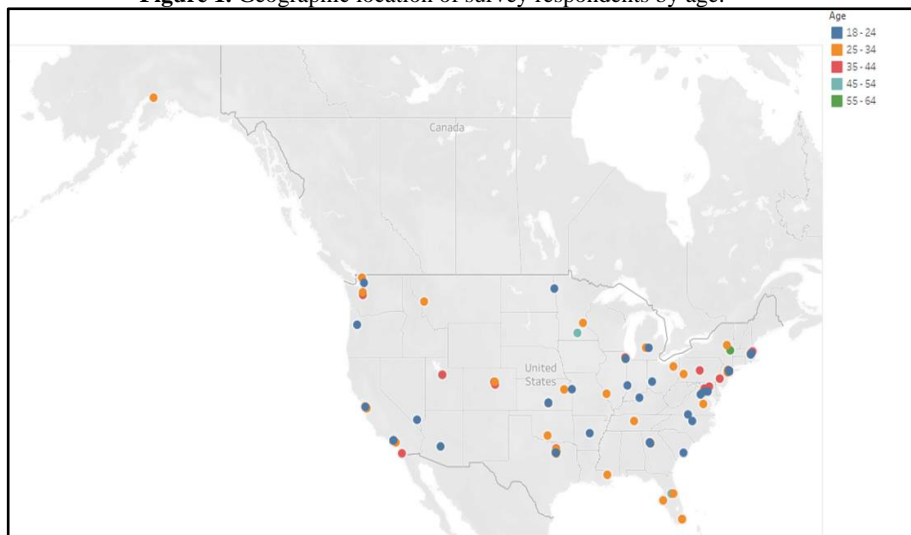 Figure 1. Geographic location of survey respondents by age.
Age
18 - 24
25 - 34
35 - 44
45 - 54
55 - 64
Canada
United
States